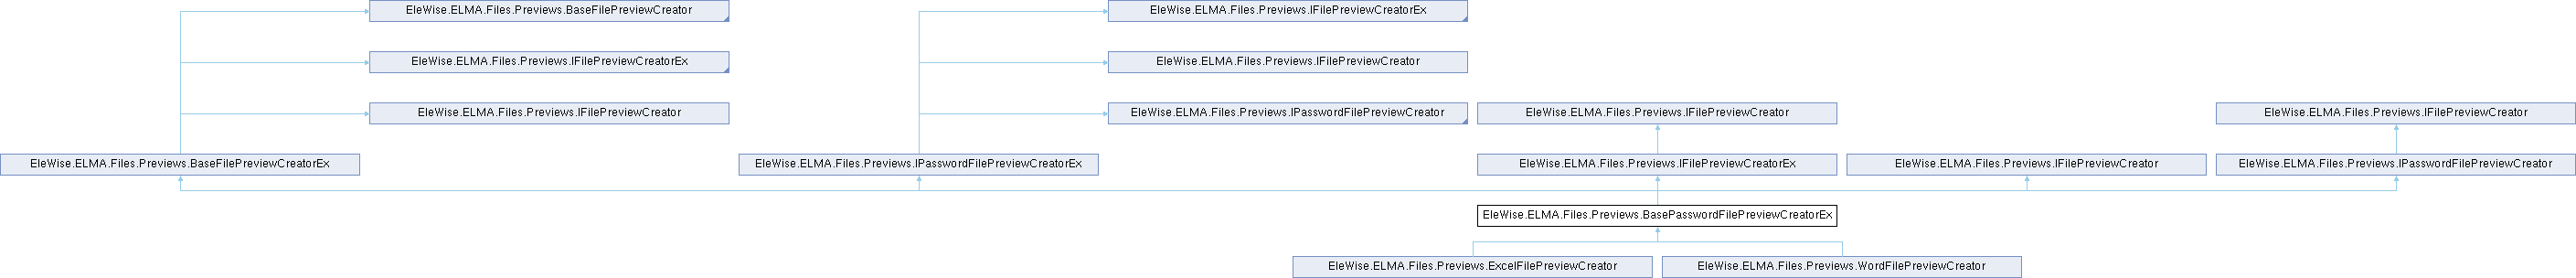 EleWise.ELMA.Files.Previews.BaseFilePreviewCreator
EleWise.ELMA.Files.Previews.IFilePreviewCreatorEx
EleWise.ELMA.Files.Previews.IFilePreviewCreatorEx
EleWise.ELMA.Files.Previews.IFilePreviewCreator
EleWise.ELMA.Files.Previews.IFilePreviewCreator
EleWise.ELMA.Files.Previews.IPasswordFilePreviewCreator
EleWise.ELMA.Files.Previews.IFilePreviewCreator
EleWise.ELMA.Files.Previews.IFilePreviewCreator
EleWise.ELMA.Files.Previews.BaseFilePreviewCreatorEx
EleWise.ELMA.Files.Previews.IPasswordFilePreviewCreatorEx
EleWise.ELMA.Files.Previews.IFilePreviewCreatorEx
EleWise.ELMA.Files.Previews.IFilePreviewCreator
EleWise.ELMA.Files.Previews.IPasswordFilePreviewCreator
EleWise.ELMA.Files.Previews.BasePasswordFilePreviewCreatorEx
EleWise.ELMA.Files.Previews.ExcelFilePreviewCreator
EleWise.ELMA.Files.Previews.WordFilePreviewCreator